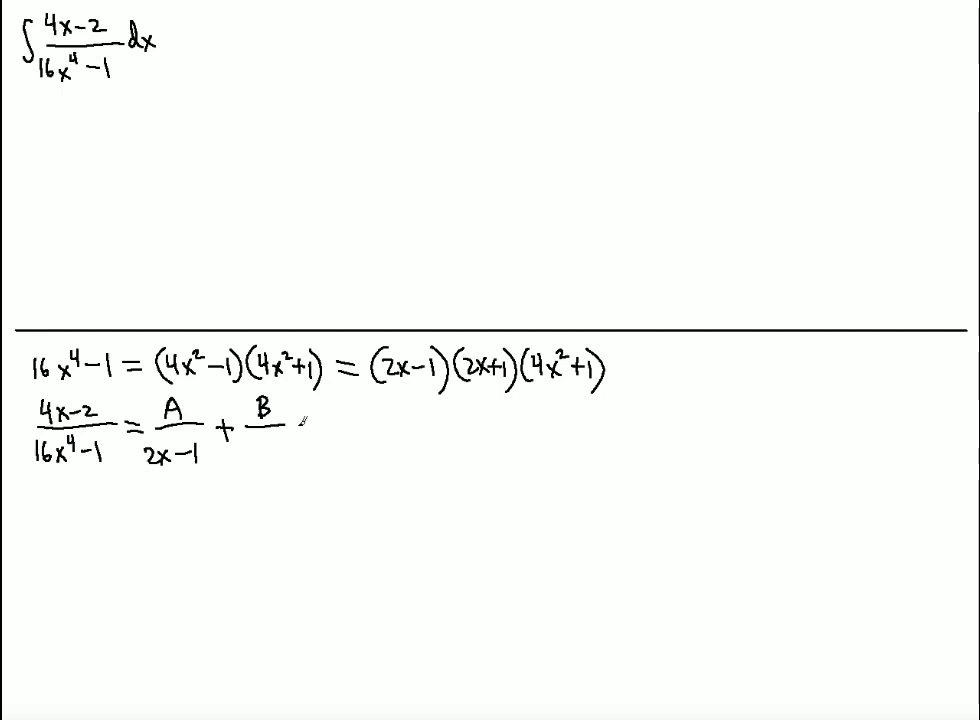 ∫ (4x-2)/(16x⁴-1) dx
16x⁴-1 = (4x²-1)(4x²+1) = (2x-1)(2x+1)(4x²+1)
(4x-2)/(16x⁴-1) = A/(2x-1) + B/